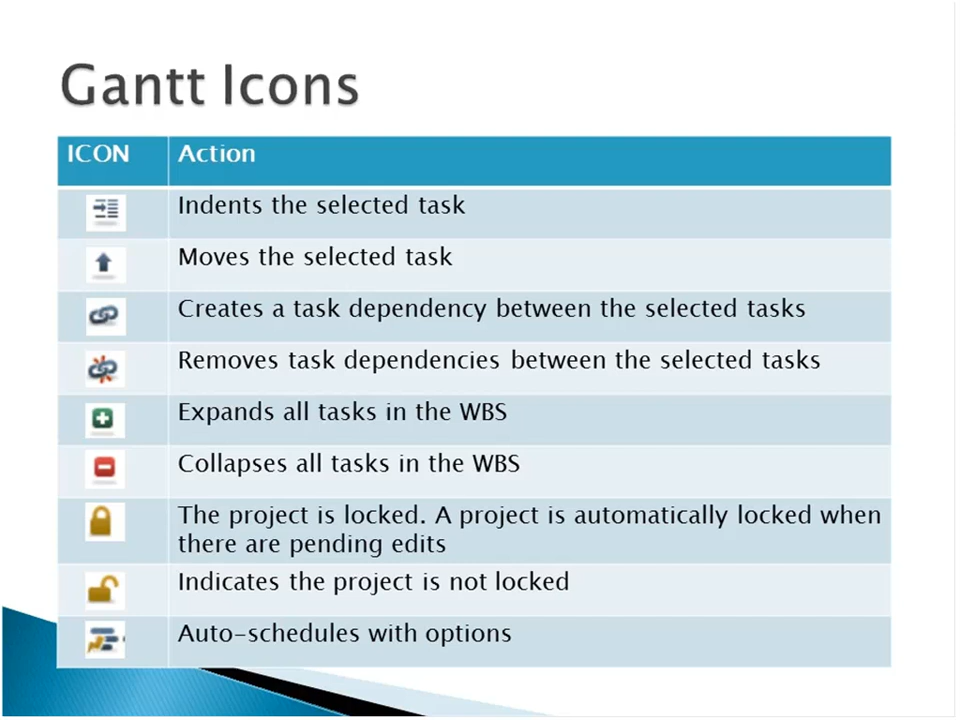 Gantt Icons
ICON Action
Indents the selected task
Moves the selected task
Creates a task dependency between the selected tasks
Removes task dependencies between the selected tasks
Expands all tasks in the WBS
Collapses all tasks in the WBS
The project is locked. A project is automatically locked when
there are pending edits
Indicates the project is not locked
Auto-schedules with options